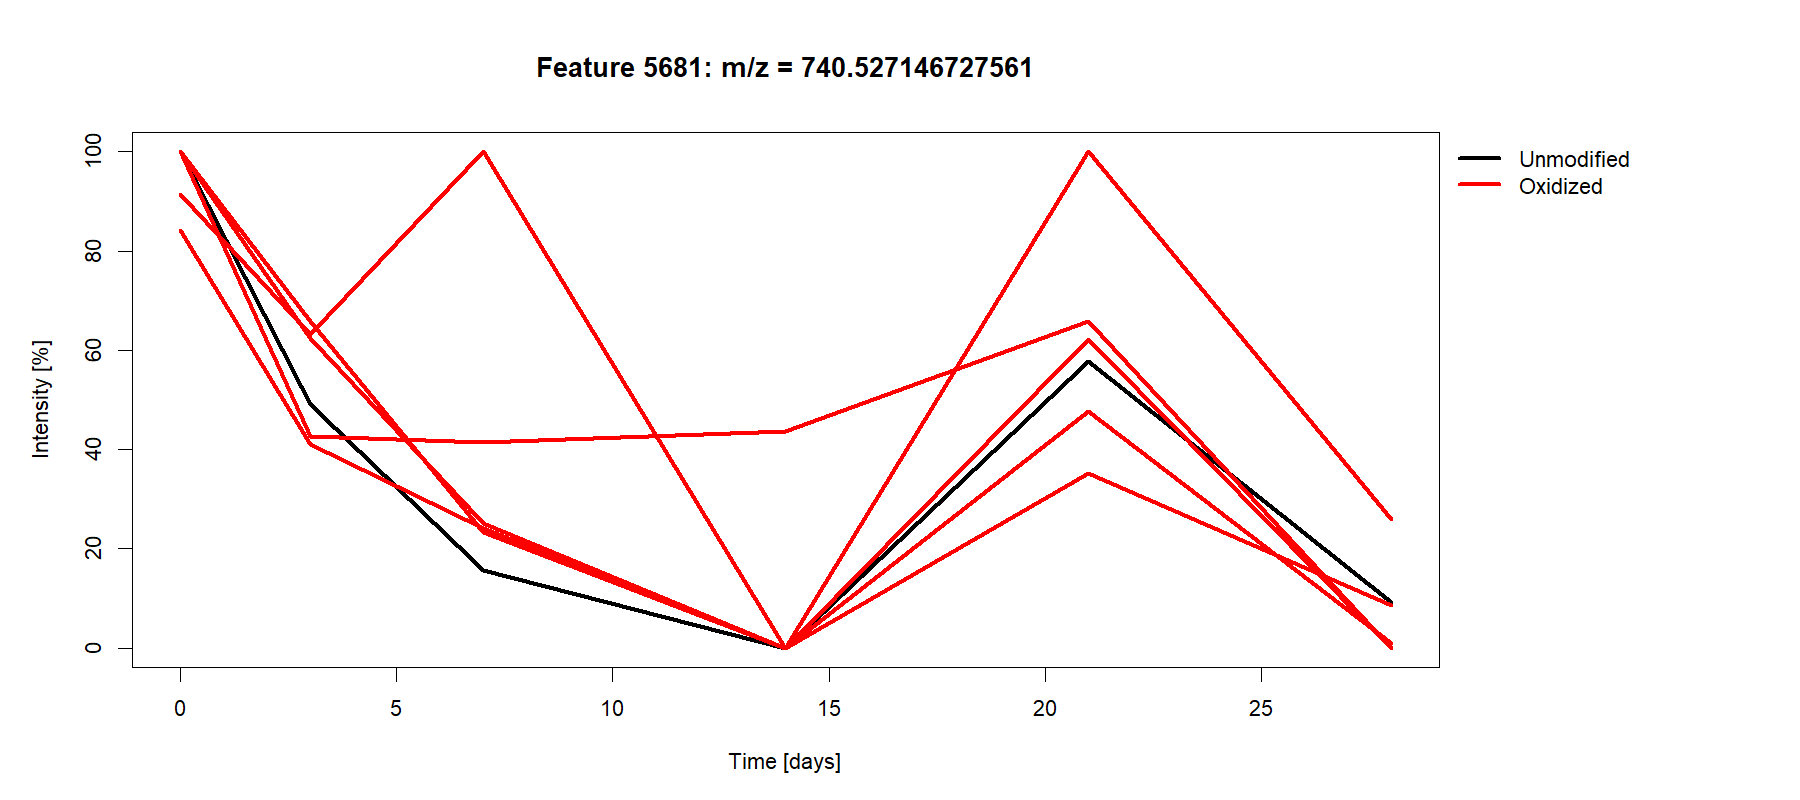 Feature 5681: m/z = 740.527146727561
Unmodified
Oxidized
Intensity [%]
100
80
60
40
20
0
0 5 10 15 20 25
Time [days]